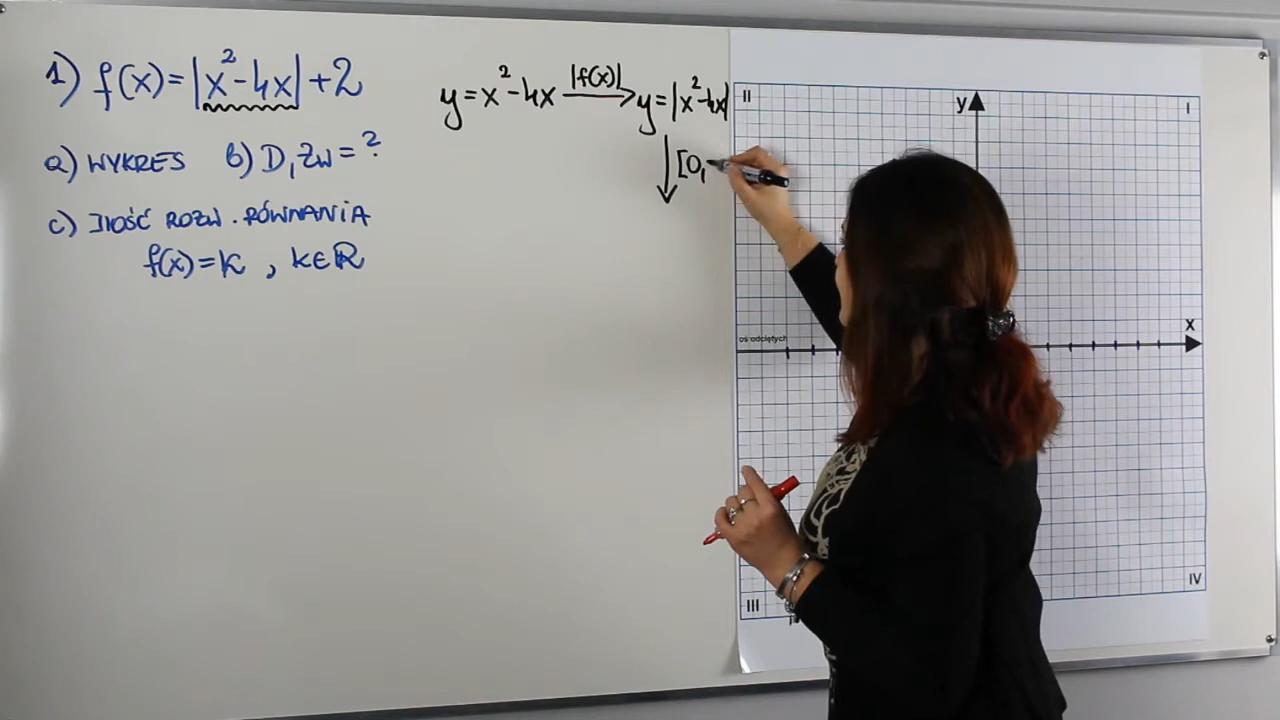 1) f(x)=|x²-4x|+2
a) WYKRES b) D, ZW = ?
c) ILOŚĆ ROZW. RÓWNANIA
f(x)=k, k∈R
y=x²-4x |f(x)| → y=|x²-4x|
↓ [0,
II
y
I
oś odciętych
x
III
IV